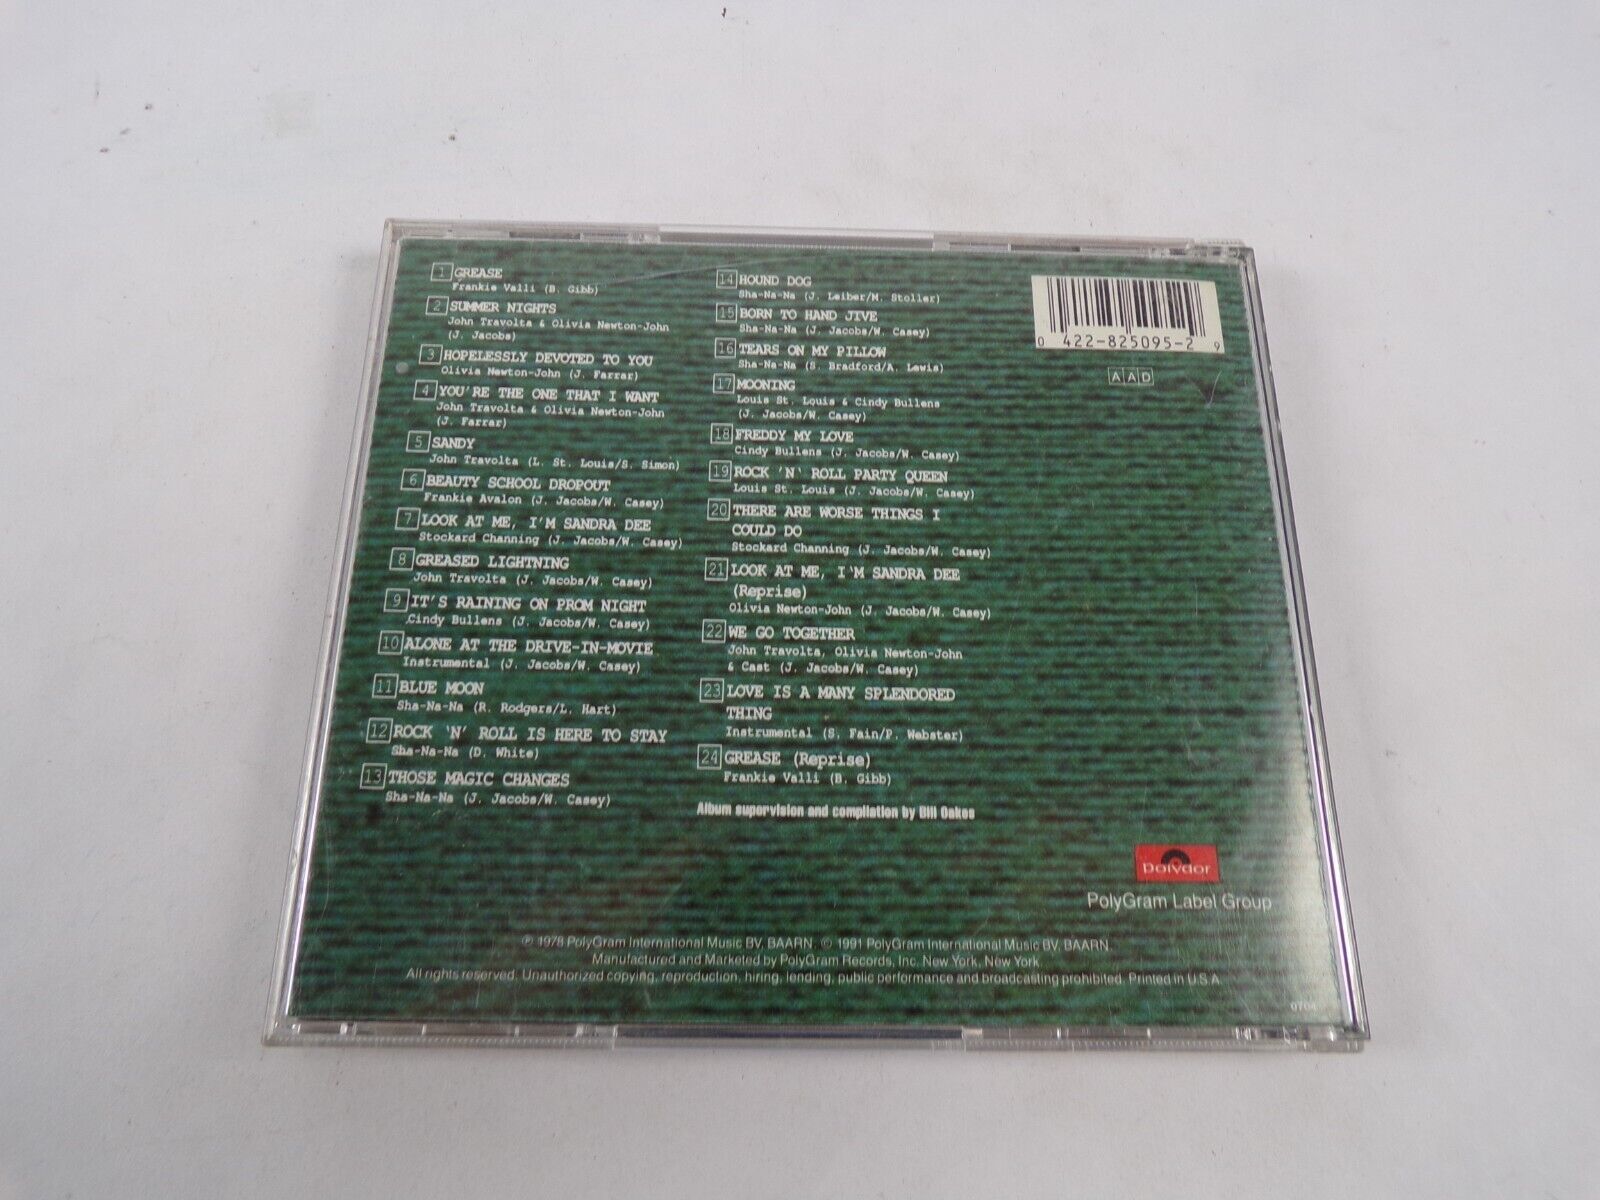 1 GREASE
Frankie Valli (B. Gibb)
2 SUMMER NIGHTS
John Travolta & Olivia Newton-John
(J. Jacobs)
3 HOPELESSLY DEVOTED TO YOU
Olivia Newton-John (J. Farrar)
4 YOU'RE THE ONE THAT I WANT
John Travolta & Olivia Newton-John
(J. Farrar)
5 SANDY
John Travolta (L. St. Louis/S. Simon)
6 BEAUTY SCHOOL DROPOUT
Frankie Avalon (J. Jacobs/W. Casey)
7 LOOK AT ME, I'M SANDRA DEE
Stockard Channing (J. Jacobs/W. Casey)
8 GREASED LIGHTNING
John Travolta (J. Jacobs/W. Casey)
9 IT'S RAINING ON PROM NIGHT
Cindy Bullens (J. Jacobs/W. Casey)
10 ALONE AT THE DRIVE-IN-MOVIE
Instrumental (J. Jacobs/W. Casey)
11 BLUE MOON
Sha-Na-Na (R. Rodgers/L. Hart)
12 ROCK 'N' ROLL IS HERE TO STAY
Sha-Na-Na (D. White)
13 THOSE MAGIC CHANGES
Sha-Na-Na (J. Jacobs/W. Casey)
14 HOUND DOG
Sha-Na-Na (J. Leiber/M. Stoller)
15 BORN TO HAND JIVE
Sha-Na-Na (J. Jacobs/W. Casey)
16 TEARS ON MY PILLOW
Sha-Na-Na (S. Bradford/A. Lewis)
17 MOONING
Louis St. Louis & Cindy Bullens
(J. Jacobs/W. Casey)
18 FREDDY MY LOVE
Cindy Bullens (J. Jacobs/W. Casey)
19 ROCK 'N' ROLL PARTY QUEEN
Louis St. Louis (J. Jacobs/W. Casey)
20 THERE ARE WORSE THINGS I
COULD DO
Stockard Channing (J. Jacobs/W. Casey)
21 LOOK AT ME, I'M SANDRA DEE
(Reprise)
Olivia Newton-John (J. Jacobs/W. Casey)
22 WE GO TOGETHER
John Travolta, Olivia Newton-John
& Cast (J. Jacobs/W. Casey)
23 LOVE IS A MANY SPLENDORED
THING
Instrumental (S. Fain/P. Webster)
24 GREASE (Reprise)
Frankie Valli (B. Gibb)
Album supervision and compilation by Bill Oakes
0 422-825095-2 9
AAD
polydor
PolyGram Label Group
℗ 1978 PolyGram International Music BV, BAARN. © 1991 PolyGram International Music BV, BAARN.
Manufactured and Marketed by PolyGram Records, Inc. New York, New York
All rights reserved. Unauthorized copying, reproduction, hiring, lending, public performance and broadcasting prohibited. Printed in U.S.A.
0704